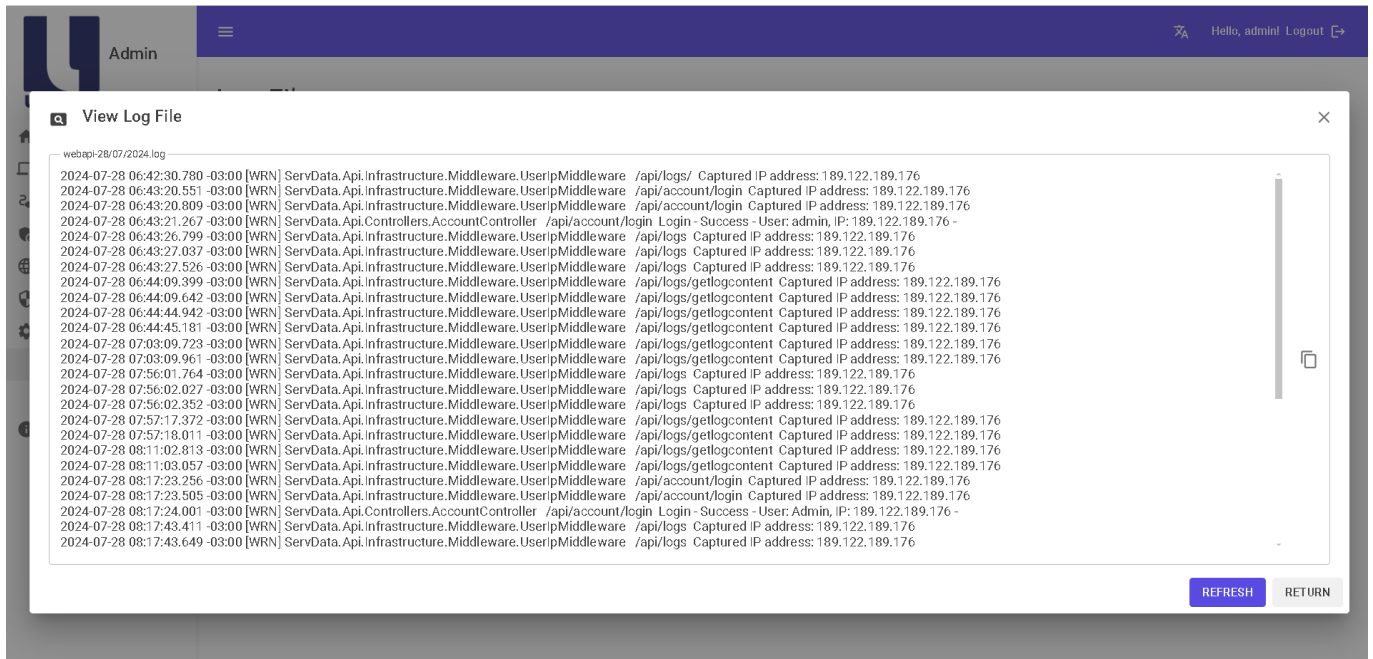 Admin
Hello, admin! Logout
View Log File
webapi-28/07/2024.log
2024-07-28 06:42:30.780 -03:00 [WRN] ServData.Api.Infrastructure.Middleware.UserIpMiddleware /api/logs/ Captured IP address: 189.122.189.176
2024-07-28 06:43:20.551 -03:00 [WRN] ServData.Api.Infrastructure.Middleware.UserIpMiddleware /api/account/login Captured IP address: 189.122.189.176
2024-07-28 06:43:20.809 -03:00 [WRN] ServData.Api.Infrastructure.Middleware.UserIpMiddleware /api/account/login Captured IP address: 189.122.189.176
2024-07-28 06:43:21.267 -03:00 [WRN] ServData.Api.Controllers.AccountController /api/account/login Login - Success - User: admin, IP: 189.122.189.176 -
2024-07-28 06:43:26.799 -03:00 [WRN] ServData.Api.Infrastructure.Middleware.UserIpMiddleware /api/logs Captured IP address: 189.122.189.176
2024-07-28 06:43:27.037 -03:00 [WRN] ServData.Api.Infrastructure.Middleware.UserIpMiddleware /api/logs Captured IP address: 189.122.189.176
2024-07-28 06:43:27.526 -03:00 [WRN] ServData.Api.Infrastructure.Middleware.UserIpMiddleware /api/logs Captured IP address: 189.122.189.176
2024-07-28 06:44:09.399 -03:00 [WRN] ServData.Api.Infrastructure.Middleware.UserIpMiddleware /api/logs/getlogcontent Captured IP address: 189.122.189.176
2024-07-28 06:44:09.642 -03:00 [WRN] ServData.Api.Infrastructure.Middleware.UserIpMiddleware /api/logs/getlogcontent Captured IP address: 189.122.189.176
2024-07-28 06:44:44.942 -03:00 [WRN] ServData.Api.Infrastructure.Middleware.UserIpMiddleware /api/logs/getlogcontent Captured IP address: 189.122.189.176
2024-07-28 06:44:45.181 -03:00 [WRN] ServData.Api.Infrastructure.Middleware.UserIpMiddleware /api/logs/getlogcontent Captured IP address: 189.122.189.176
2024-07-28 07:03:09.723 -03:00 [WRN] ServData.Api.Infrastructure.Middleware.UserIpMiddleware /api/logs/getlogcontent Captured IP address: 189.122.189.176
2024-07-28 07:03:09.961 -03:00 [WRN] ServData.Api.Infrastructure.Middleware.UserIpMiddleware /api/logs/getlogcontent Captured IP address: 189.122.189.176
2024-07-28 07:56:01.764 -03:00 [WRN] ServData.Api.Infrastructure.Middleware.UserIpMiddleware /api/logs Captured IP address: 189.122.189.176
2024-07-28 07:56:02.027 -03:00 [WRN] ServData.Api.Infrastructure.Middleware.UserIpMiddleware /api/logs Captured IP address: 189.122.189.176
2024-07-28 07:56:02.352 -03:00 [WRN] ServData.Api.Infrastructure.Middleware.UserIpMiddleware /api/logs Captured IP address: 189.122.189.176
2024-07-28 07:57:17.372 -03:00 [WRN] ServData.Api.Infrastructure.Middleware.UserIpMiddleware /api/logs/getlogcontent Captured IP address: 189.122.189.176
2024-07-28 07:57:18.011 -03:00 [WRN] ServData.Api.Infrastructure.Middleware.UserIpMiddleware /api/logs/getlogcontent Captured IP address: 189.122.189.176
2024-07-28 08:11:02.813 -03:00 [WRN] ServData.Api.Infrastructure.Middleware.UserIpMiddleware /api/logs/getlogcontent Captured IP address: 189.122.189.176
2024-07-28 08:11:03.057 -03:00 [WRN] ServData.Api.Infrastructure.Middleware.UserIpMiddleware /api/logs/getlogcontent Captured IP address: 189.122.189.176
2024-07-28 08:17:23.256 -03:00 [WRN] ServData.Api.Infrastructure.Middleware.UserIpMiddleware /api/account/login Captured IP address: 189.122.189.176
2024-07-28 08:17:23.505 -03:00 [WRN] ServData.Api.Infrastructure.Middleware.UserIpMiddleware /api/account/login Captured IP address: 189.122.189.176
2024-07-28 08:17:24.001 -03:00 [WRN] ServData.Api.Controllers.AccountController /api/account/login Login - Success - User: Admin, IP: 189.122.189.176 -
2024-07-28 08:17:43.411 -03:00 [WRN] ServData.Api.Infrastructure.Middleware.UserIpMiddleware /api/logs Captured IP address: 189.122.189.176
2024-07-28 08:17:43.649 -03:00 [WRN] ServData.Api.Infrastructure.Middleware.UserIpMiddleware /api/logs Captured IP address: 189.122.189.176
REFRESH RETURN